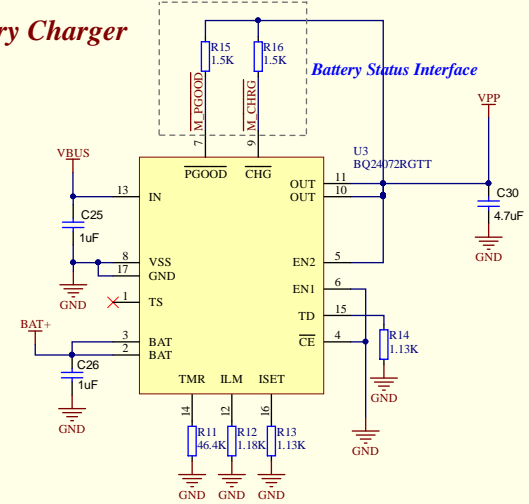 ry Charger
R15
1.5K
R16
1.5K
Battery Status Interface
M_PGOOD
M_CHRG
7
9
VPP
VBUS
U3
BQ24072RGTT
PGOOD
CHG
13
IN
OUT
11
OUT
10
C25
1uF
C30
4.7uF
GND
8
VSS
17
GND
EN2
5
GND
1
TS
EN1
6
TD
15
BAT+
3
BAT
2
BAT
CE
4
R14
1.13K
C26
1uF
TMR
ILM
ISET
GND
14
12
16
GND
R11
46.4K
R12
1.18K
R13
1.13K
GND
GND
GND
GND